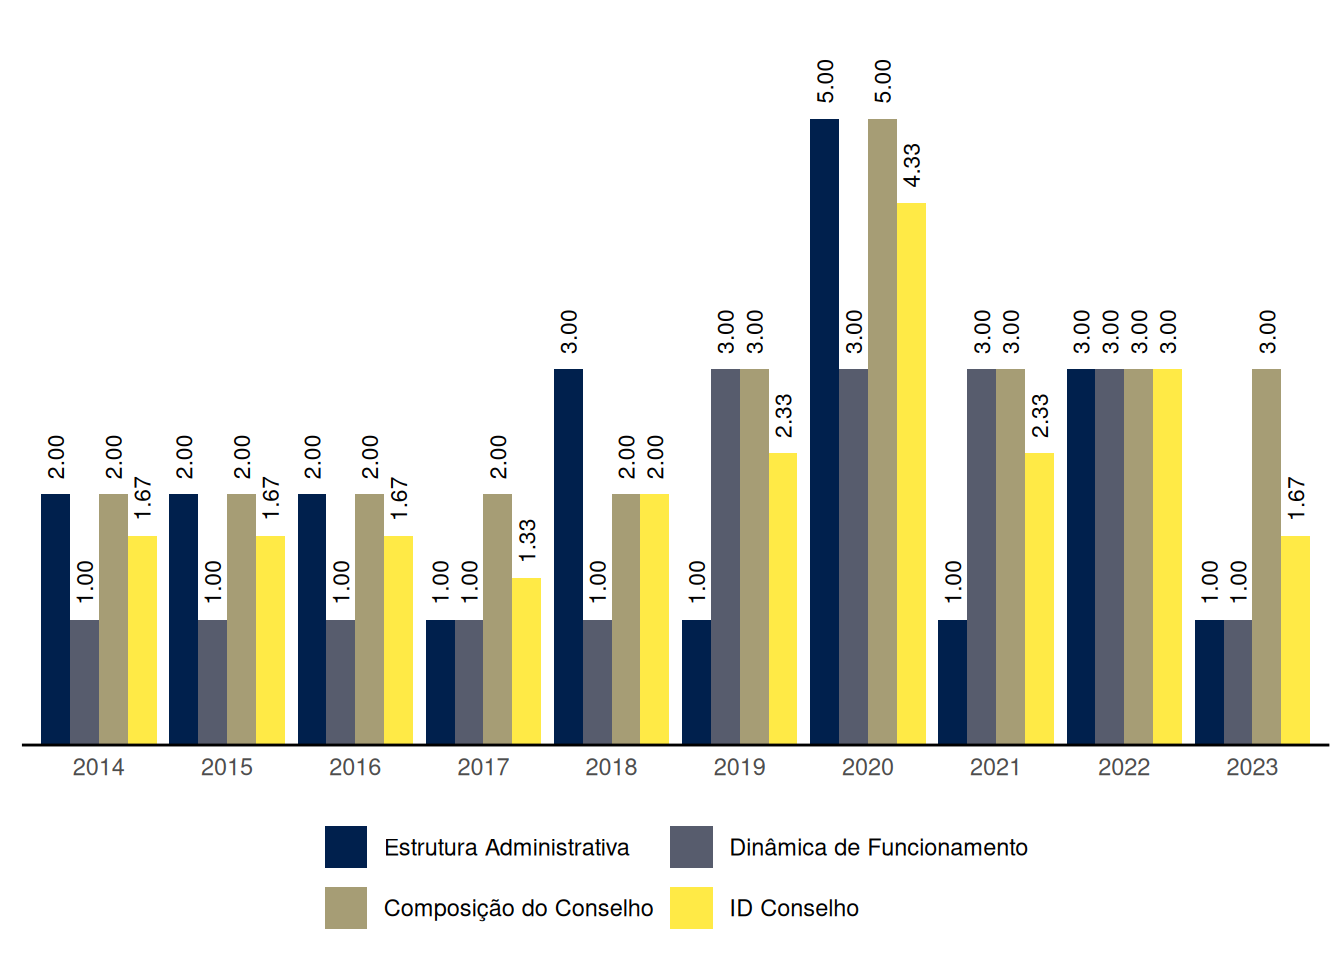 5.00 5.00
4.33
3.00 3.00 3.00 3.00 3.00 3.00 3.00 3.00 3.00 3.00 3.00
2.33 2.33
2.00 2.00 2.00 2.00 2.00 2.00 2.00 2.00 2.00
1.67 1.67 1.67 1.67
1.33
1.00 1.00 1.00 1.00 1.00 1.00 1.00 1.00 1.00 1.00
2014 2015 2016 2017 2018 2019 2020 2021 2022 2023
Estrutura Administrativa Dinâmica de Funcionamento
Composição do Conselho ID Conselho